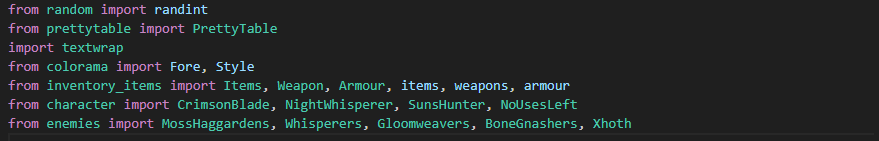 from random import randint
from prettytable import PrettyTable
import textwrap
from colorama import Fore, Style
from inventory_items import Items, Weapon, Armour, items, weapons, armour
from character import CrimsonBlade, NightWhisperer, SunsHunter, NoUsesLeft
from enemies import MossHaggardens, Whisperers, Gloomweavers, BoneGnashers, Xhoth